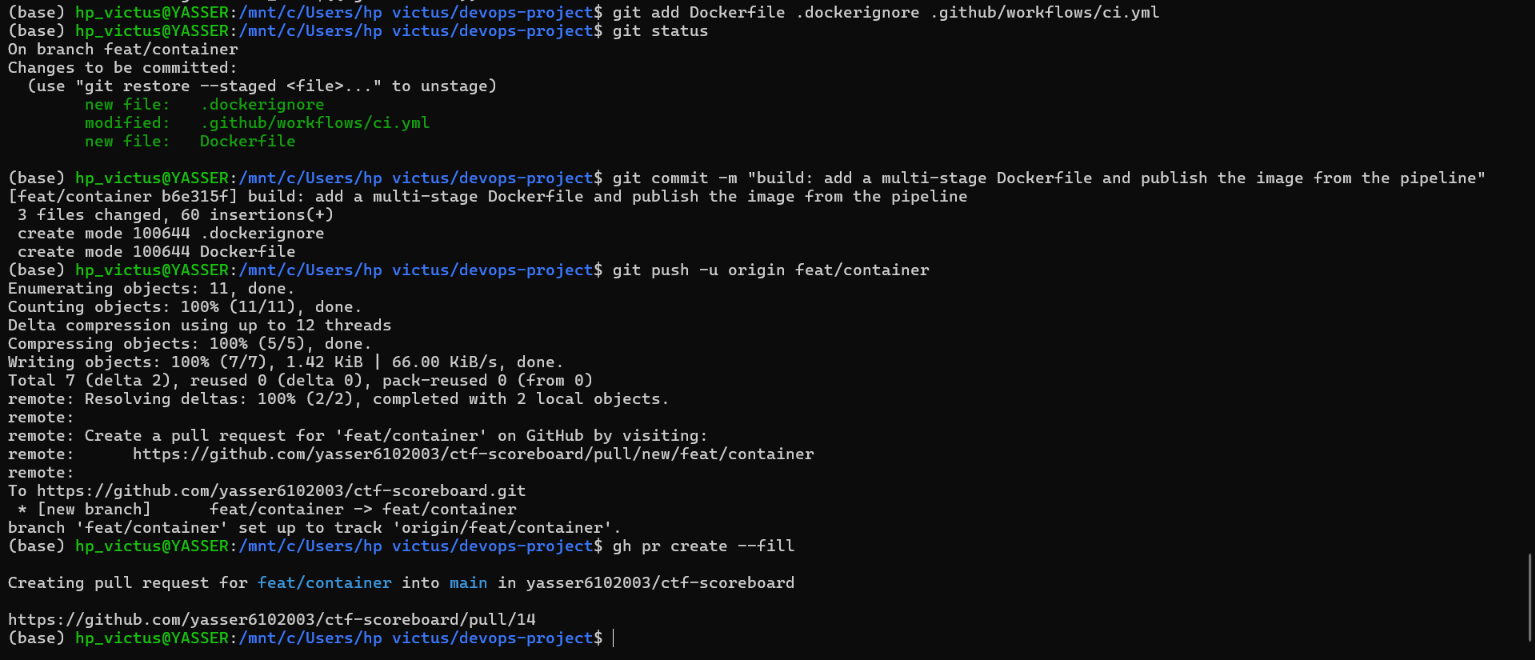 (base) hp_victus@YASSER:/mnt/c/Users/hp victus/devops-project$ git add Dockerfile .dockerignore .github/workflows/ci.yml
(base) hp_victus@YASSER:/mnt/c/Users/hp victus/devops-project$ git status
On branch feat/container
Changes to be committed:
  (use "git restore --staged <file>..." to unstage)
        new file:   .dockerignore
        modified:   .github/workflows/ci.yml
        new file:   Dockerfile

(base) hp_victus@YASSER:/mnt/c/Users/hp victus/devops-project$ git commit -m "build: add a multi-stage Dockerfile and publish the image from the pipeline"
[feat/container b6e315f] build: add a multi-stage Dockerfile and publish the image from the pipeline
 3 files changed, 60 insertions(+)
 create mode 100644 .dockerignore
 create mode 100644 Dockerfile
(base) hp_victus@YASSER:/mnt/c/Users/hp victus/devops-project$ git push -u origin feat/container
Enumerating objects: 11, done.
Counting objects: 100% (11/11), done.
Delta compression using up to 12 threads
Compressing objects: 100% (5/5), done.
Writing objects: 100% (7/7), 1.42 KiB | 66.00 KiB/s, done.
Total 7 (delta 2), reused 0 (delta 0), pack-reused 0 (from 0)
remote: Resolving deltas: 100% (2/2), completed with 2 local objects.
remote:
remote: Create a pull request for 'feat/container' on GitHub by visiting:
remote:      https://github.com/yasser6102003/ctf-scoreboard/pull/new/feat/container
remote:
To https://github.com/yasser6102003/ctf-scoreboard.git
 * [new branch]      feat/container -> feat/container
branch 'feat/container' set up to track 'origin/feat/container'.
(base) hp_victus@YASSER:/mnt/c/Users/hp victus/devops-project$ gh pr create --fill

Creating pull request for feat/container into main in yasser6102003/ctf-scoreboard

https://github.com/yasser6102003/ctf-scoreboard/pull/14
(base) hp_victus@YASSER:/mnt/c/Users/hp victus/devops-project$